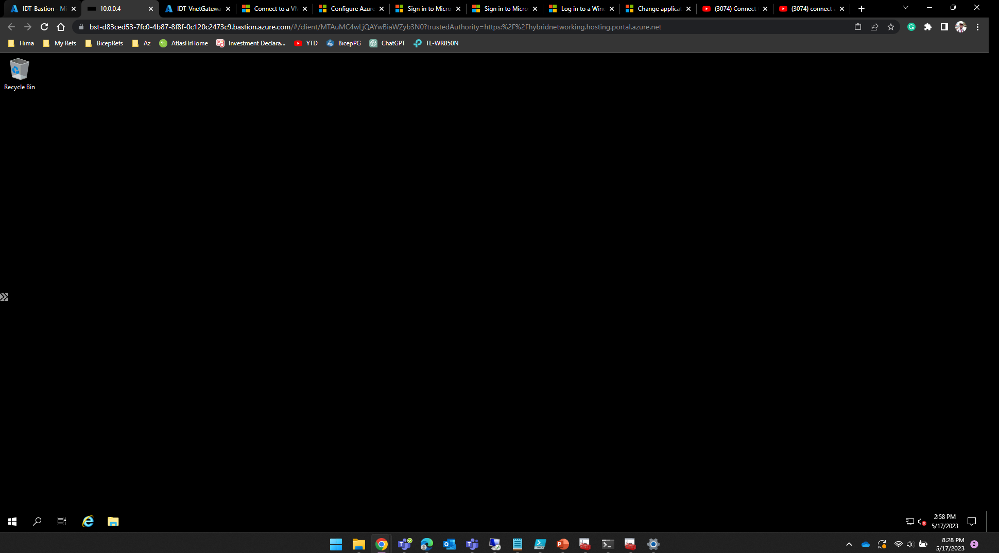 IDT-Bastion - Mi
10.0.0.4
IDT-VnetGatewa
Connect to a VM
Configure Azure
Sign in to Micro
Sign in to Micro
Log in to a Wind
Change applicat
(3074) Connect
(3074) connect a
bst-d83ced53-7fc0-4b87-8f8f-0c120c2473c9.bastion.azure.com/#/client/MTAuMC4wLjQAYwBiaWZyb3N0?trustedAuthority=https:%2F%2Fhybridnetworking.hosting.portal.azure.net
Hima
My Refs
BicepRefs
Az
AtlasHrHome
Investment Declara...
YTD
BicepPG
ChatGPT
TL-WR850N
Recycle Bin
2:58 PM
5/17/2023
8:28 PM
5/17/2023
2